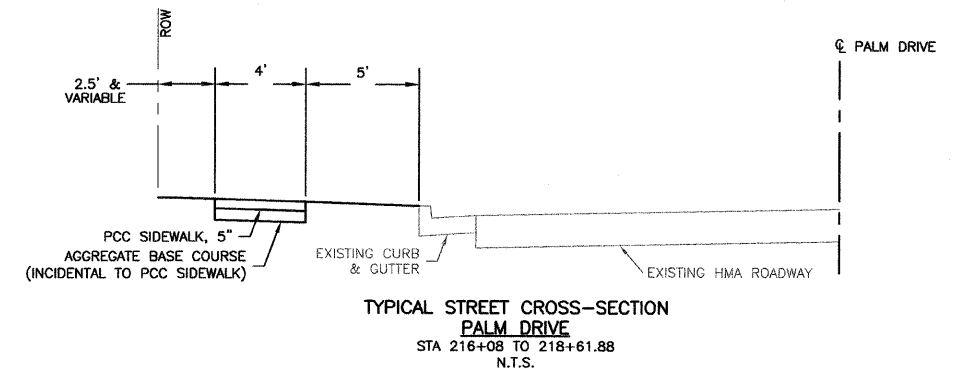 ROW
℄ PALM DRIVE
2.5' &
VARIABLE
4'
5'
PCC SIDEWALK, 5"
AGGREGATE BASE COURSE
(INCIDENTAL TO PCC SIDEWALK)
EXISTING CURB
& GUTTER
EXISTING HMA ROADWAY
TYPICAL STREET CROSS-SECTION
PALM DRIVE
STA 216+08 TO 218+61.88
N.T.S.